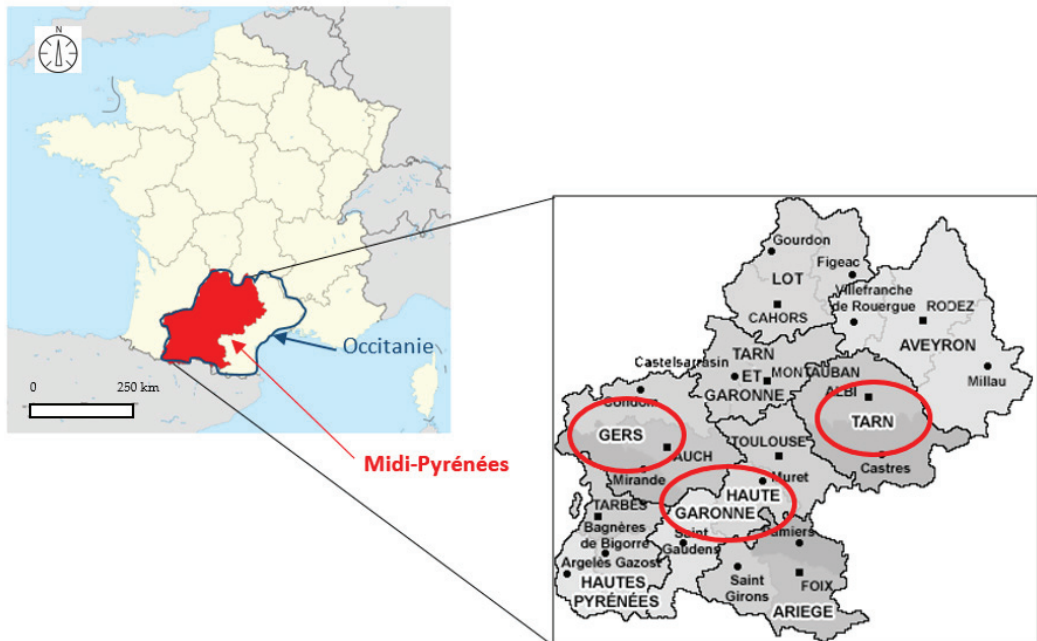 N
Occitanie
0 250 km
Midi-Pyrénées
Gourdon
Figeac
LOT
Villefranche
de Rouergue
CAHORS
RODEZ
AVEYRON
Castelsarrasin
TARN
ET
GARONNE
MONTAUBAN
Millau
ALBI
Condom
TARN
GERS
TOULOUSE
AUCH
Castres
Mirande
Muret
HAUTE
GARONNE
TARBES
Bagnères
de Bigorre
Saint
Gaudens
Pamiers
Argelès Gazost
Saint
Girons
FOIX
HAUTES
PYRÉNÉES
ARIEGE